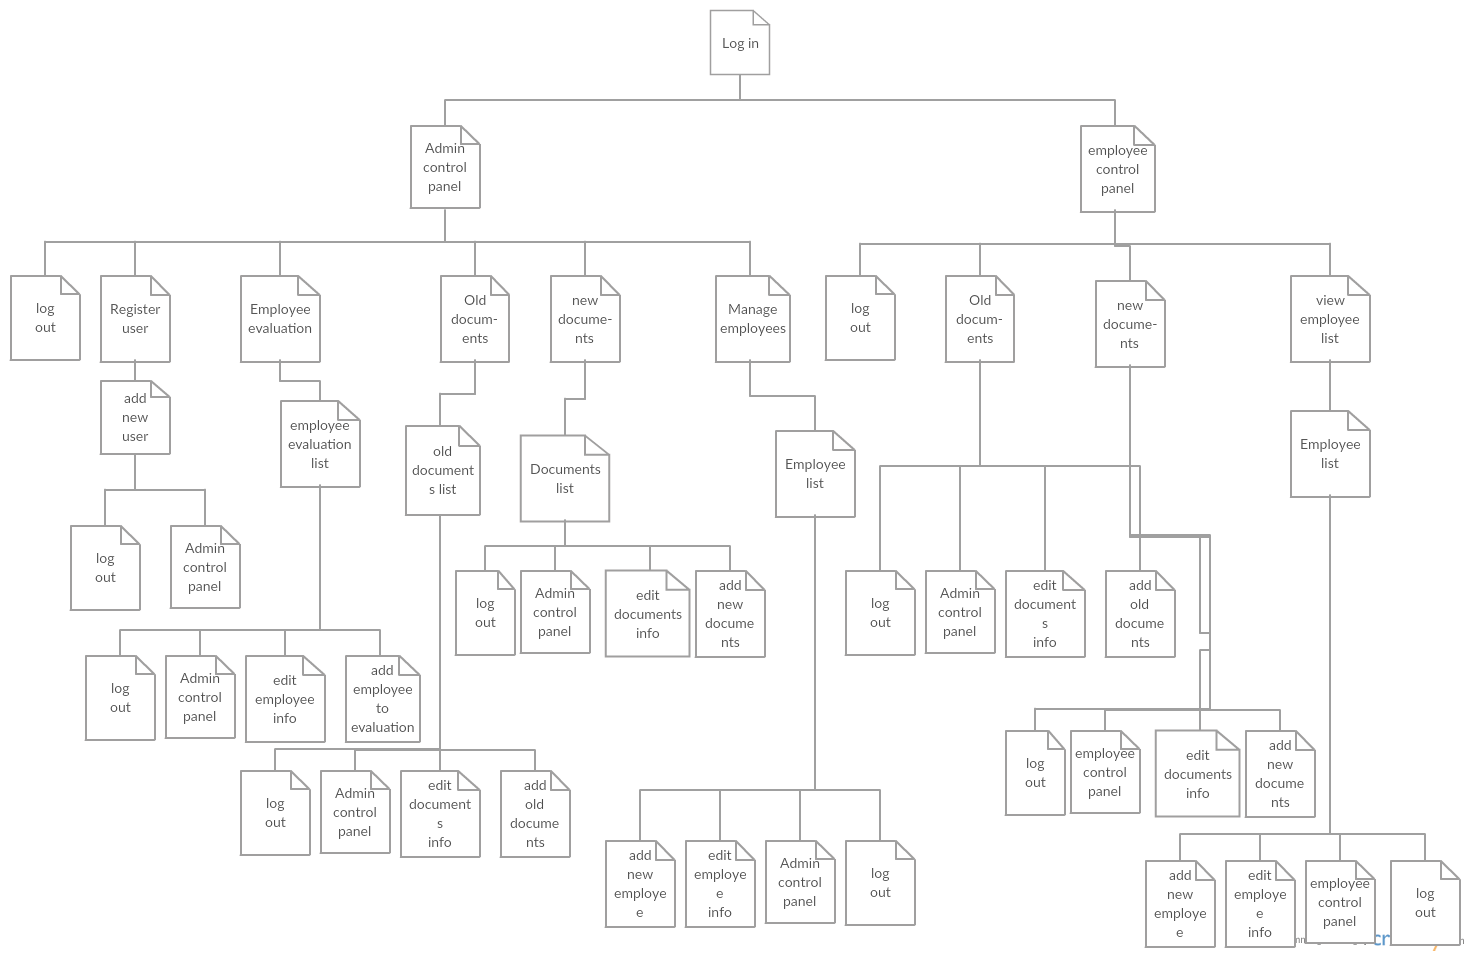 Log in
Admin
control
panel
employee
control
panel
log
out
Register
user
Employee
evaluation
Old
docum-
ents
new
docume-
nts
Manage
employees
log
out
Old
docum-
ents
new
docume-
nts
view
employee
list
add
new
user
employee
evaluation
list
old
document
s list
Documents
list
Employee
list
Employee
list
log
out
Admin
control
panel
log
out
Admin
control
panel
edit
documents
info
add
new
docume
nts
log
out
Admin
control
panel
edit
document
s
info
add
old
docume
nts
log
out
Admin
control
panel
edit
employee
info
add
employee
to
evaluation
log
out
employee
control
panel
edit
documents
info
add
new
docume
nts
log
out
Admin
control
panel
edit
document
s
info
add
old
docume
nts
add
new
employe
e
edit
employe
e
info
Admin
control
panel
log
out
add
new
employe
e
edit
employe
e
info
employee
control
panel
log
out